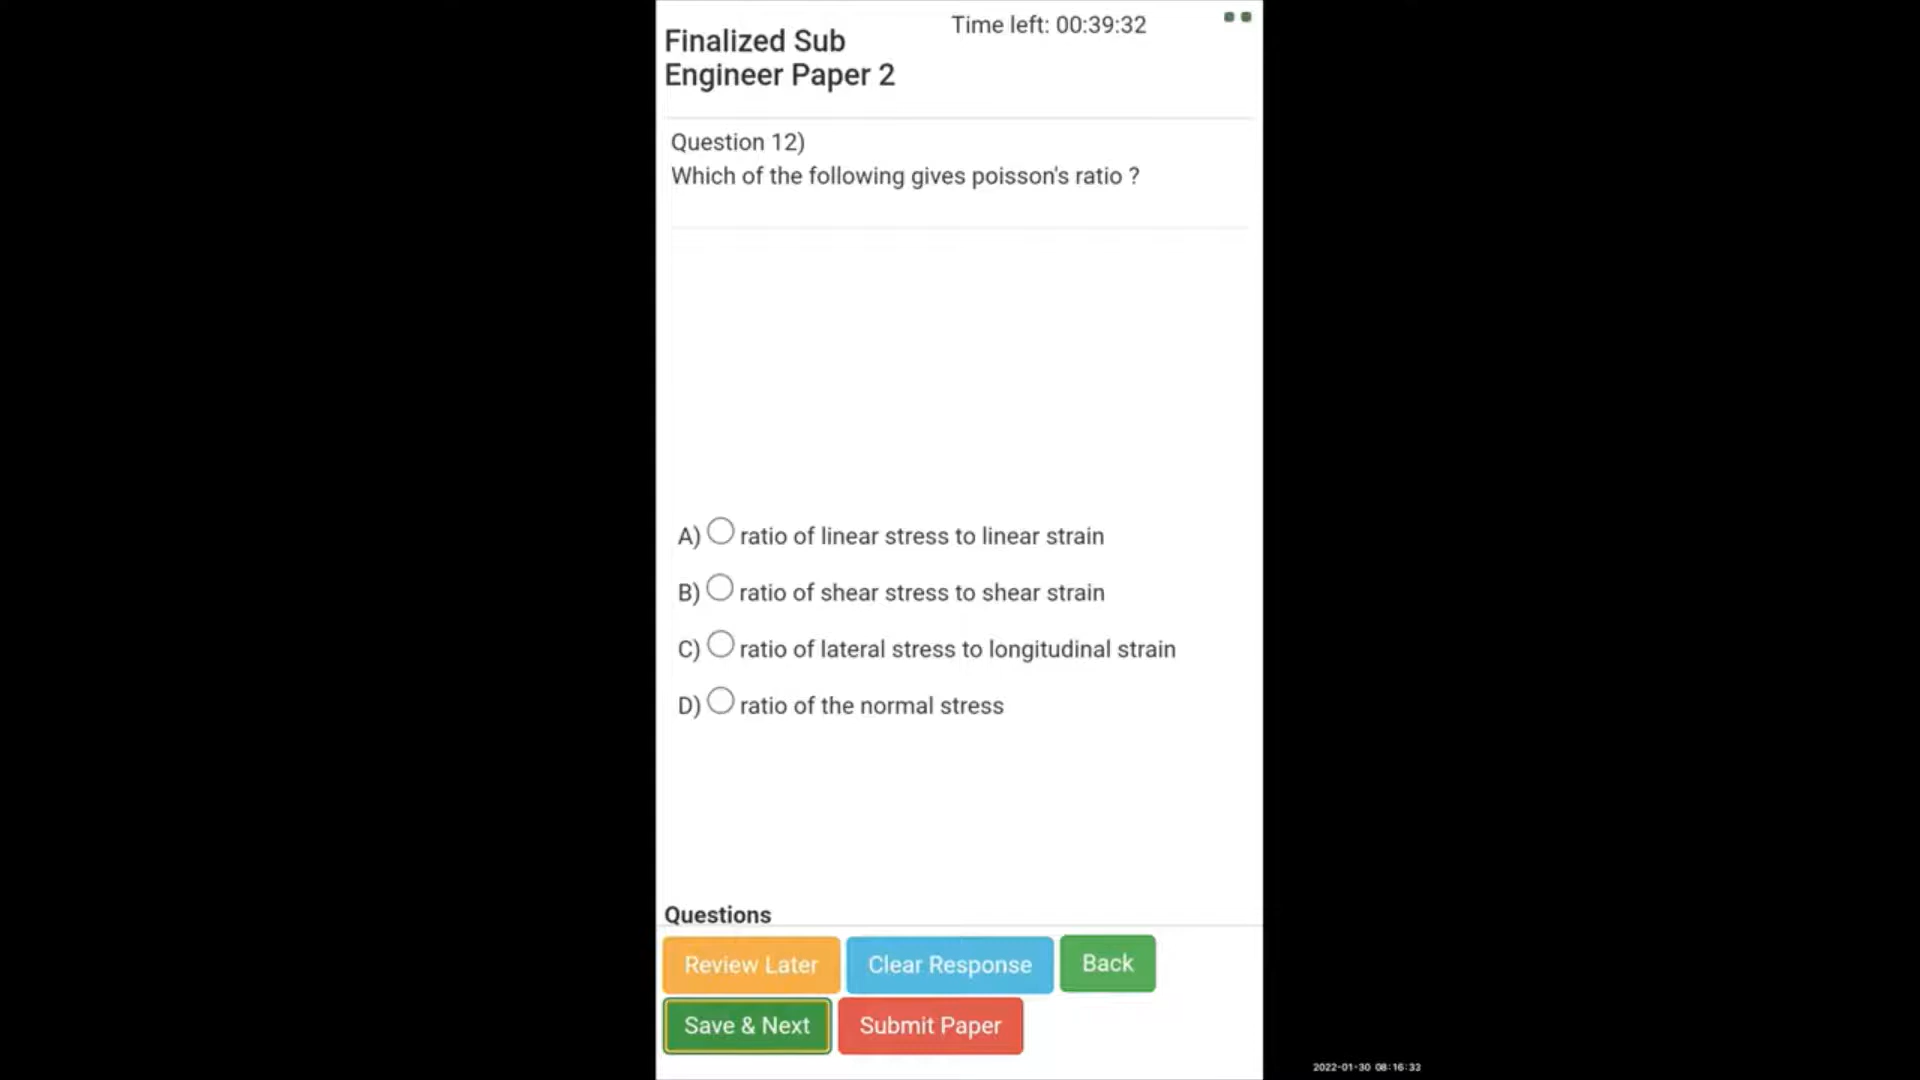 Time left: 00:39:32
Finalized Sub
Engineer Paper 2
Question 12)
Which of the following gives poisson's ratio ?
A) ratio of linear stress to linear strain
B) ratio of shear stress to shear strain
C) ratio of lateral stress to longitudinal strain
D) ratio of the normal stress
Questions
Review Later Clear Response Back
Save & Next Submit Paper
2022-01-30 08:16:33